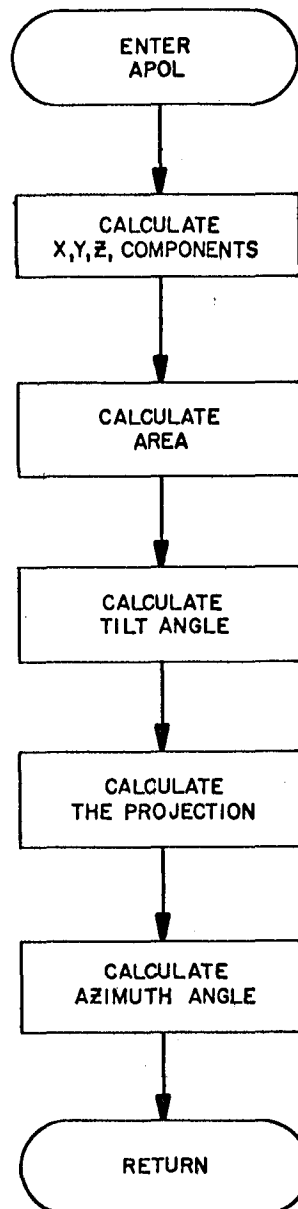 ENTER
APOL
CALCULATE
X,Y,Z, COMPONENTS
CALCULATE
AREA
CALCULATE
TILT ANGLE
CALCULATE
THE PROJECTION
CALCULATE
AZIMUTH ANGLE
RETURN